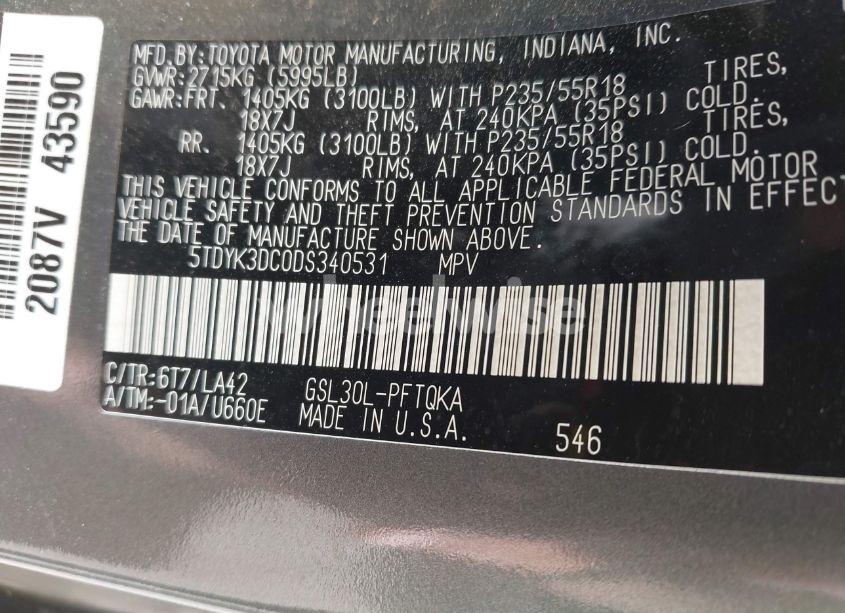 2087V 43590
MFD.BY:TOYOTA MOTOR MANUFACTURING, INDIANA, INC.
GVWR:2715KG (5995LB)
GAWR:FRT. 1405KG (3100LB) WITH P235/55R18 TIRES,
18X7J RIMS, AT 240KPA (35PSI) COLD.
RR. 1405KG (3100LB) WITH P235/55R18 TIRES,
18X7J RIMS, AT 240KPA (35PSI) COLD.
THIS VEHICLE CONFORMS TO ALL APPLICABLE FEDERAL MOTOR
VEHICLE SAFETY AND THEFT PREVENTION STANDARDS IN EFFECT
THE DATE OF MANUFACTURE SHOWN ABOVE.
5TDYK3DC0DS340531 MPV
wheelwise
C/TR:6T7/LA42 GSL30L-PFTQKA
A/TM:-01A/U660E MADE IN U.S.A.
546